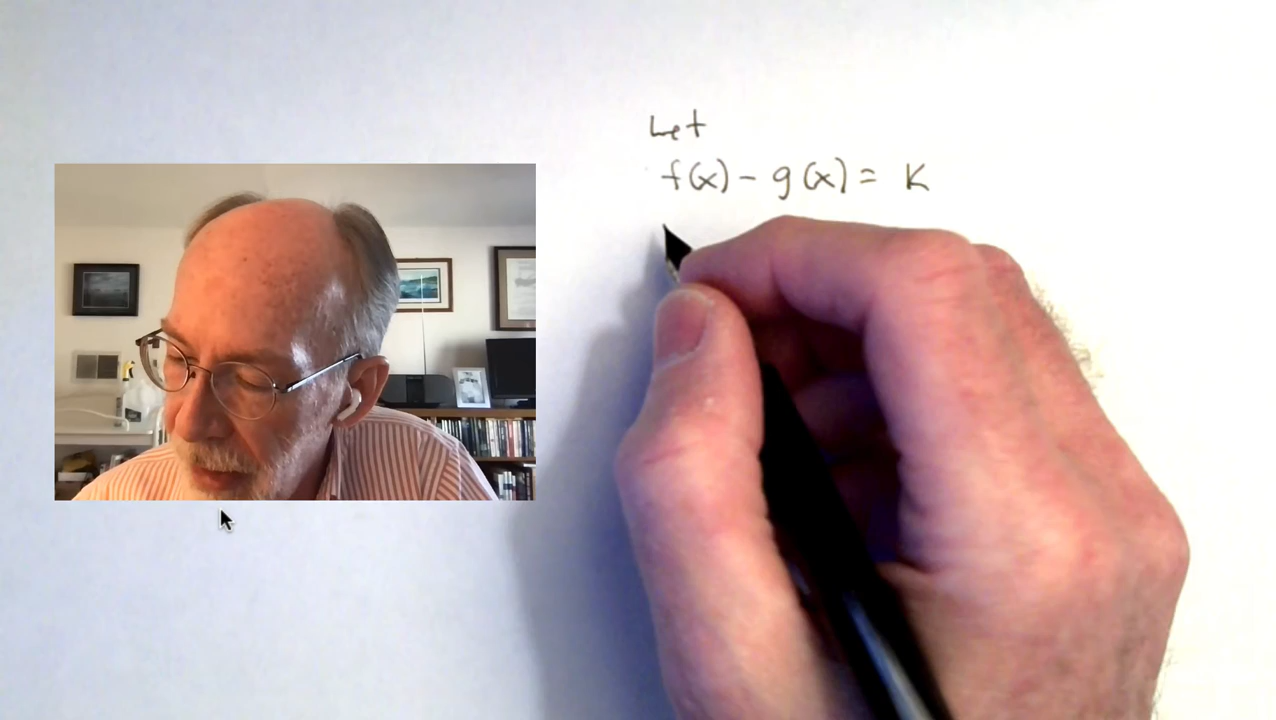 Let
f(x) - g(x) = K